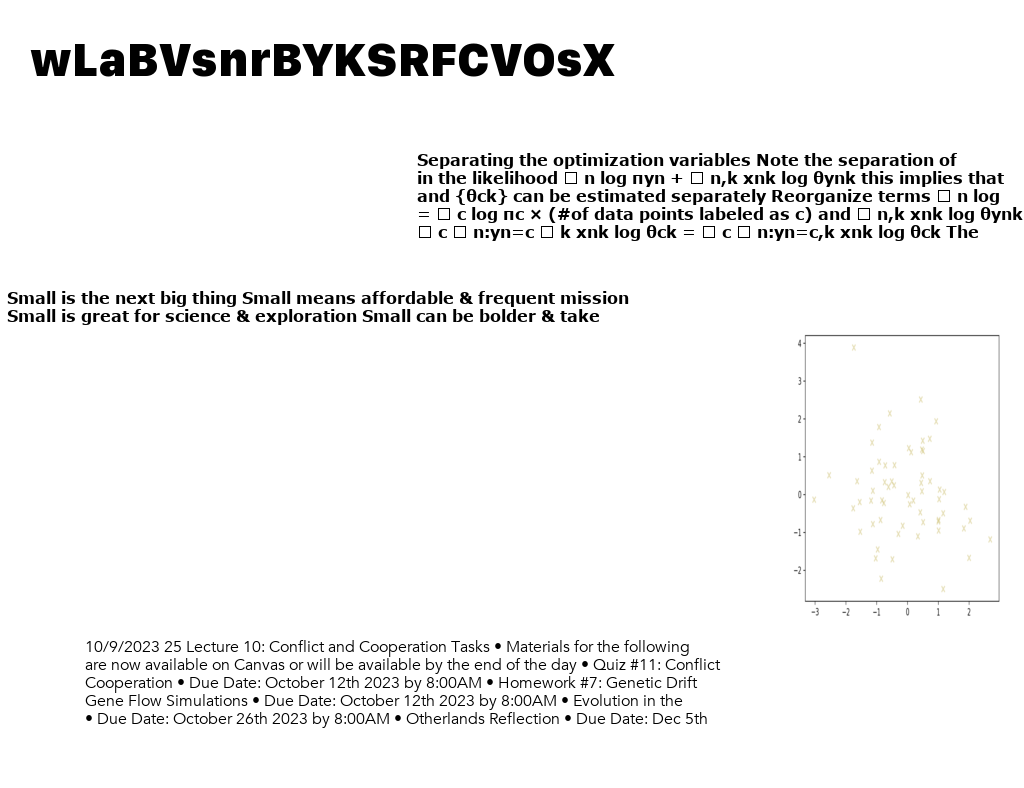 wLaBVsnrBYKSRFCVOsX
Separating the optimization variables Note the separation of
in the likelihood □ n log πyn + □ n,k xnk log θynk this implies that
and {θck} can be estimated separately Reorganize terms □ n log
= □ c log πc × (#of data points labeled as c) and □ n,k xnk log θynk
□ c □ n:yn=c □ k xnk log θck = □ c □ n:yn=c,k xnk log θck The
Small is the next big thing Small means affordable & frequent mission
Small is great for science & exploration Small can be bolder & take
4
3
2
1
0
−1
−2
−3 −2 −1 0 1 2
10/9/2023 25 Lecture 10: Conflict and Cooperation Tasks • Materials for the following
are now available on Canvas or will be available by the end of the day • Quiz #11: Conflict
Cooperation • Due Date: October 12th 2023 by 8:00AM • Homework #7: Genetic Drift
Gene Flow Simulations • Due Date: October 12th 2023 by 8:00AM • Evolution in the
• Due Date: October 26th 2023 by 8:00AM • Otherlands Reflection • Due Date: Dec 5th